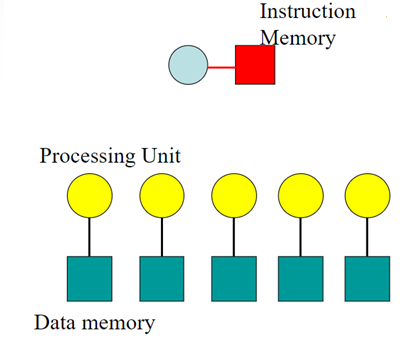 Instruction
Memory
Processing Unit
Data memory